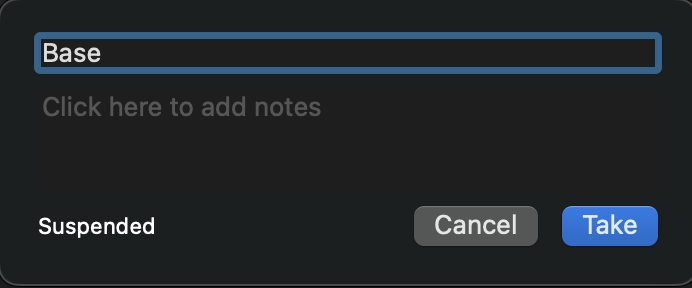 Base
Click here to add notes
Suspended
Cancel
Take